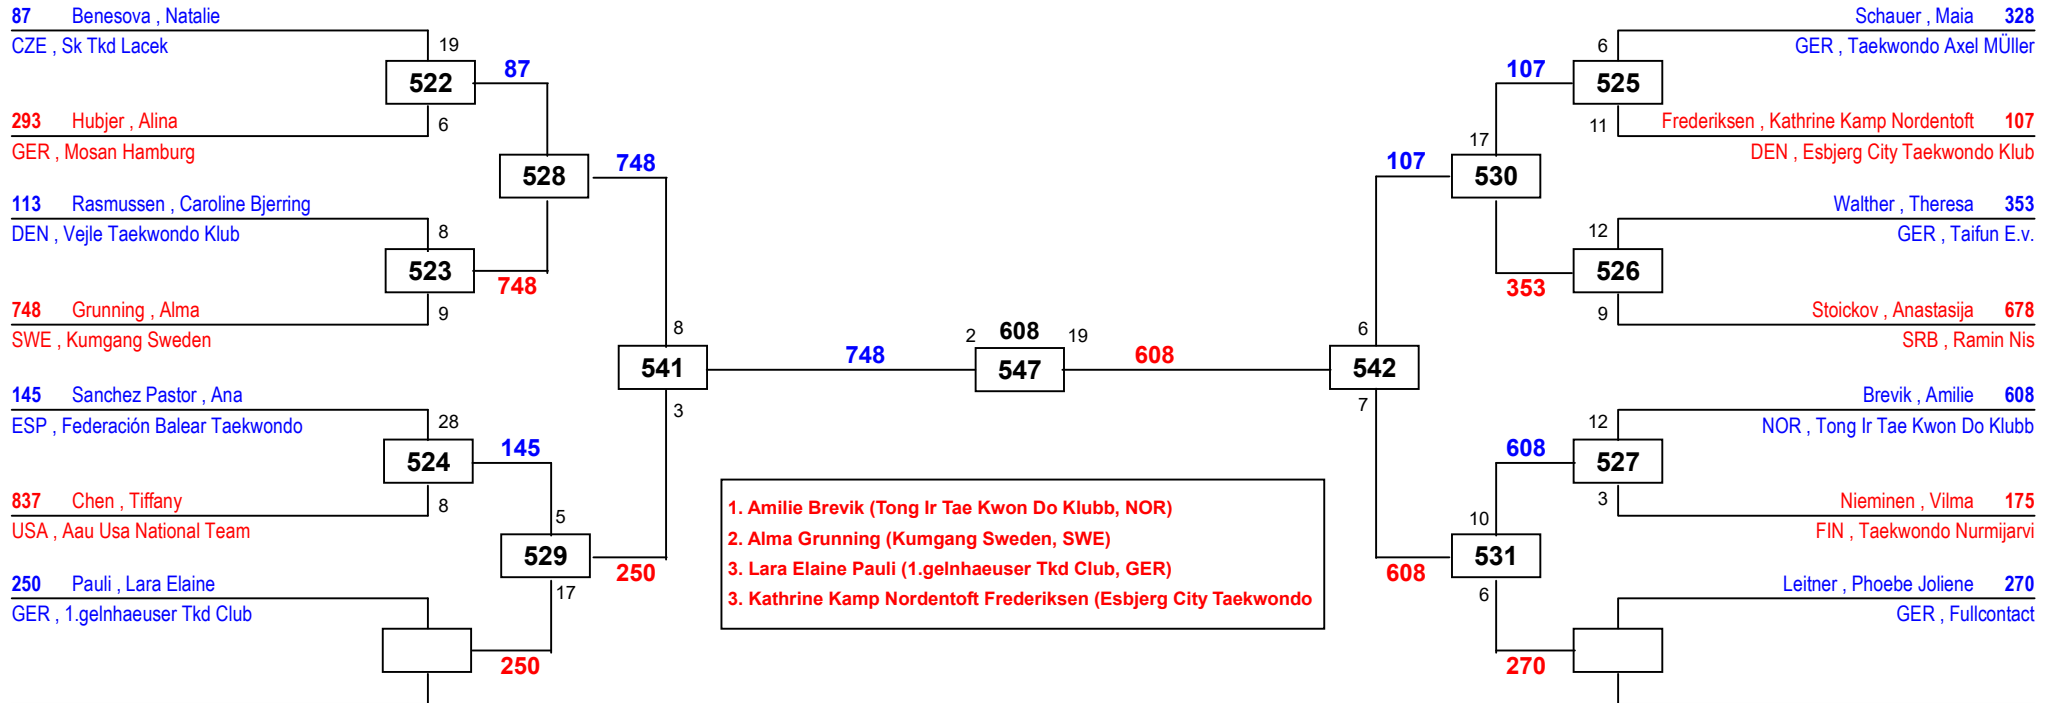 87 Benesova , Natalie
CZE , Sk Tkd Lacek
19
522
87
6
293 Hubjer , Alina
GER , Mosan Hamburg
528
748
113 Rasmussen , Caroline Bjerring
DEN , Vejle Taekwondo Klub
8
523
748
9
748 Grunning , Alma
SWE , Kumgang Sweden
8
541
748
3
145 Sanchez Pastor , Ana
ESP , Federación Balear Taekwondo
28
524
145
8
837 Chen , Tiffany
USA , Aau Usa National Team
5
529
250
17
250 Pauli , Lara Elaine
GER , 1.gelnhaeuser Tkd Club
250
2 608 19
547
608
1. Amilie Brevik (Tong Ir Tae Kwon Do Klubb, NOR)
2. Alma Grunning (Kumgang Sweden, SWE)
3. Lara Elaine Pauli (1.gelnhaeuser Tkd Club, GER)
3. Kathrine Kamp Nordentoft Frederiksen (Esbjerg City Taekwondo
Schauer , Maia 328
GER , Taekwondo Axel MÜller
6
107
525
11
Frederiksen , Kathrine Kamp Nordentoft 107
DEN , Esbjerg City Taekwondo Klub
17
107
530
Walther , Theresa 353
GER , Taifun E.v.
12
526
353
9
Stoickov , Anastasija 678
SRB , Ramin Nis
6
542
7
Brevik , Amilie 608
NOR , Tong Ir Tae Kwon Do Klubb
12
608
527
3
Nieminen , Vilma 175
FIN , Taekwondo Nurmijarvi
10
531
608
6
Leitner , Phoebe Joliene 270
GER , Fullcontact
270